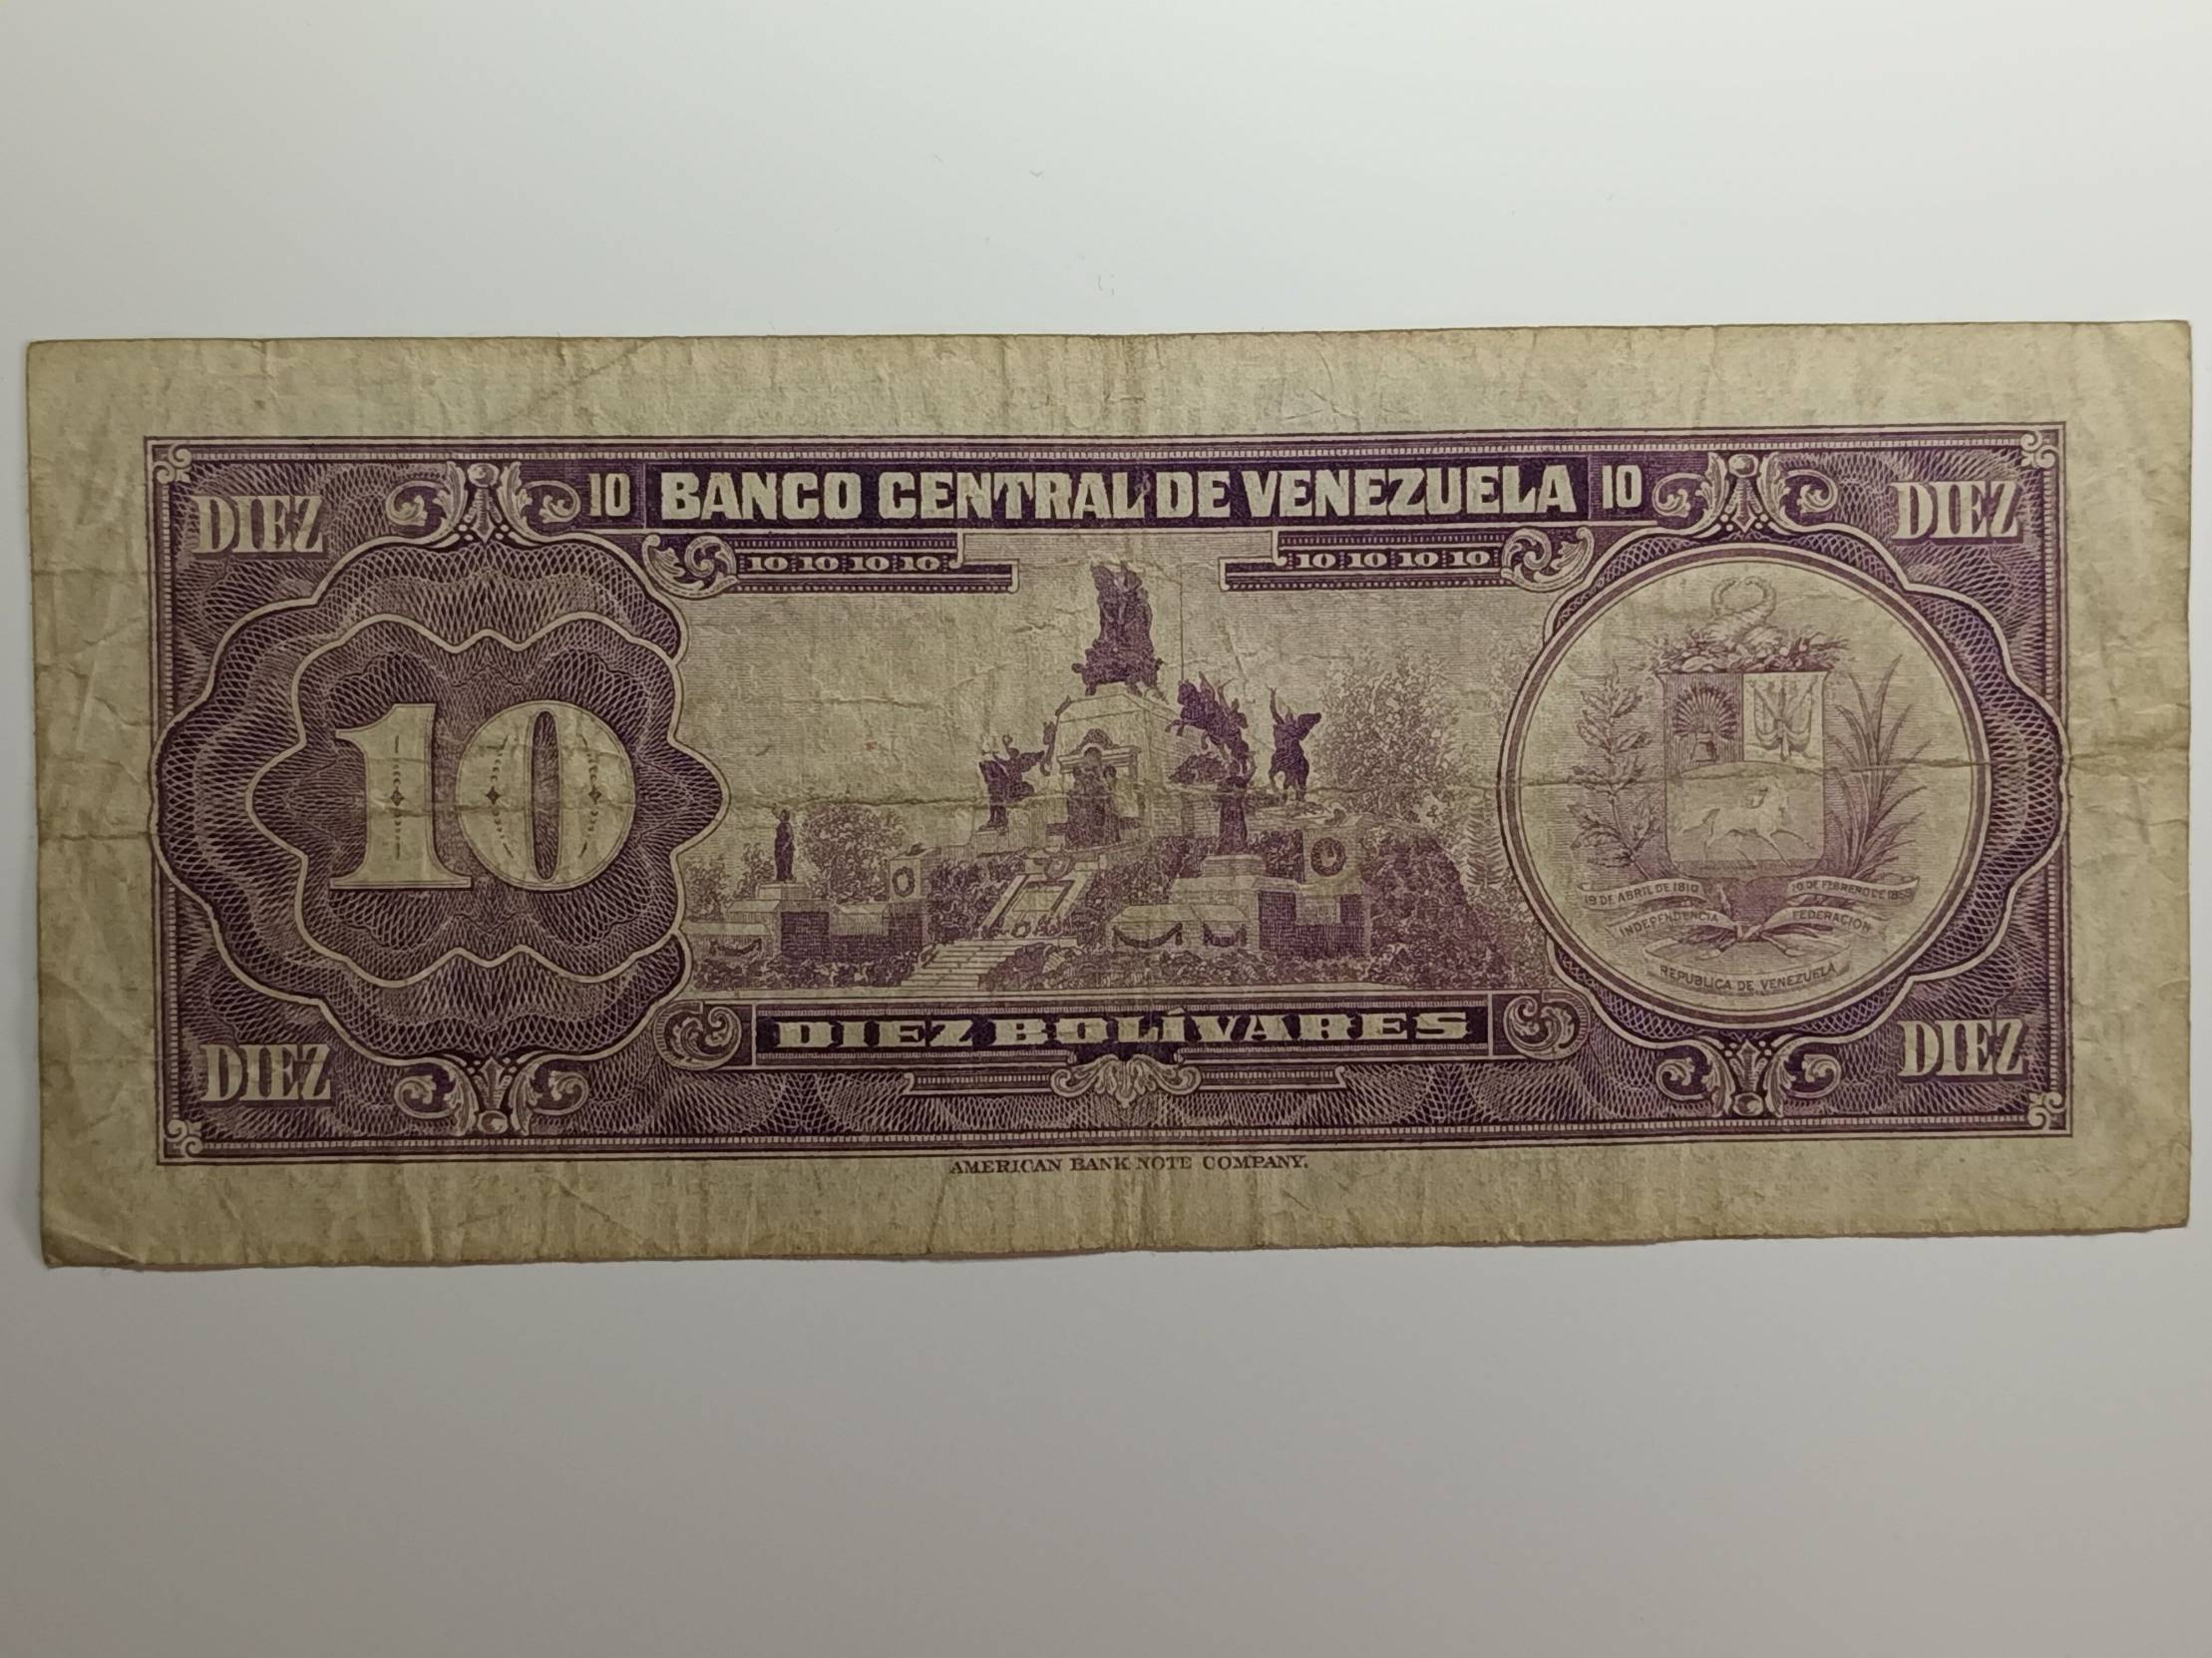 DIEZ 10 BANCO CENTRAL DE VENEZUELA 10 DIEZ
10 10 10 10 10 10 10 10
10
19 DE ABRIL DE 1810 20 DE FEBRERO DE 1859
INDEPENDENCIA FEDERACION
REPUBLICA DE VENEZUELA
DIEZ BOLÍVARES
DIEZ DIEZ
AMERICAN BANK NOTE COMPANY.